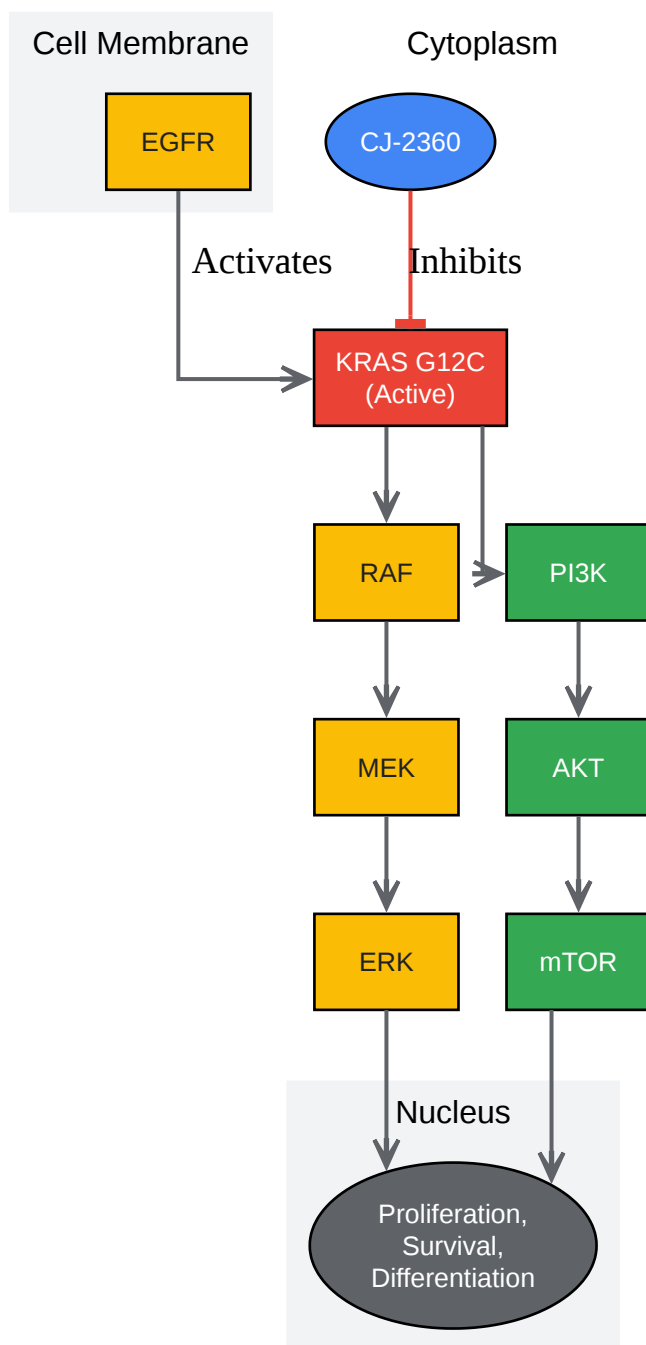 Cell Membrane
Cytoplasm
EGFR
CJ-2360
Activates
Inhibits
KRAS G12C
(Active)
RAF
PI3K
MEK
AKT
ERK
mTOR
Nucleus
Proliferation,
Survival,
Differentiation